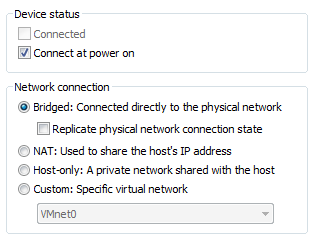 Device status
Connected
Connect at power on
Network connection
Bridged: Connected directly to the physical network
Replicate physical network connection state
NAT: Used to share the host's IP address
Host-only: A private network shared with the host
Custom: Specific virtual network
VMnet0